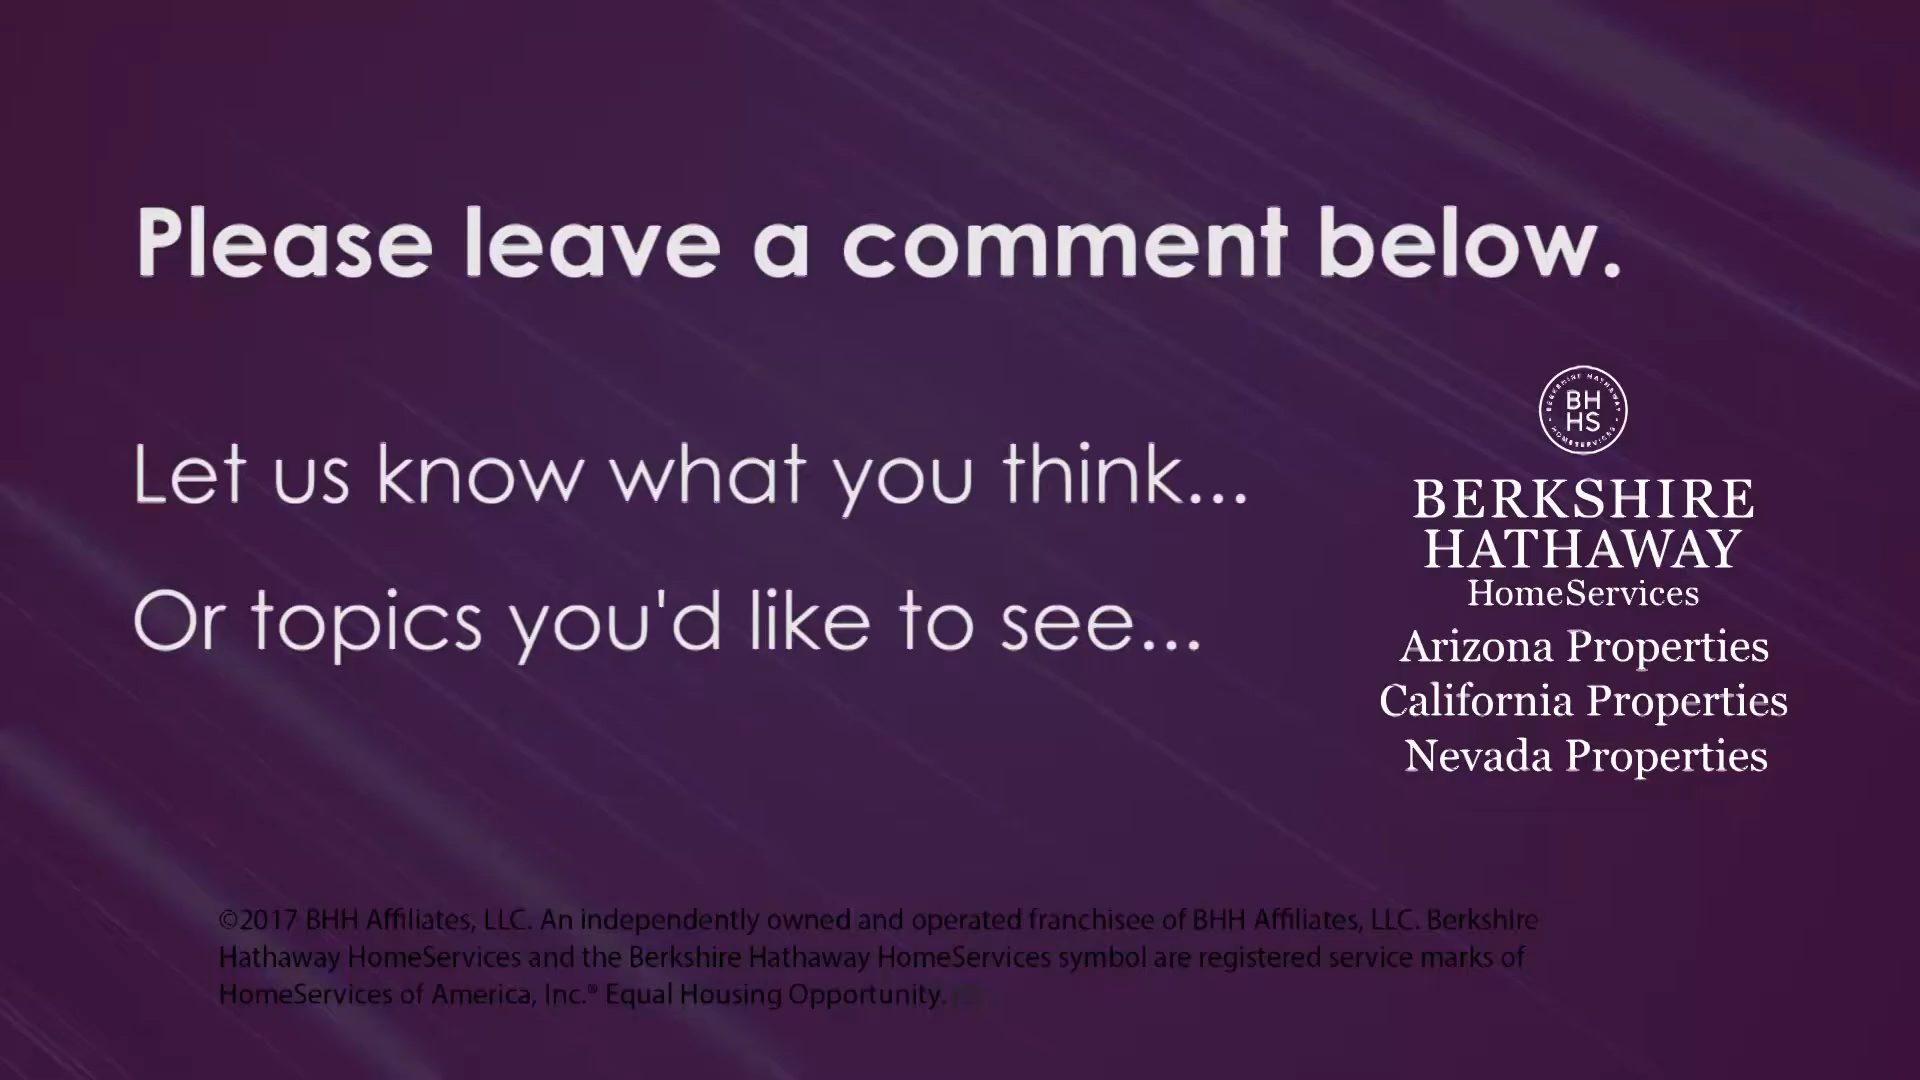 Please leave a comment below.
Let us know what you think...
Or topics you'd like to see...
BERKSHIRE HATHAWAY
BH
HS
HOMESERVICES
BERKSHIRE
HATHAWAY
HomeServices
Arizona Properties
California Properties
Nevada Properties
©2017 BHH Affiliates, LLC. An independently owned and operated franchisee of BHH Affiliates, LLC. Berkshire
Hathaway HomeServices and the Berkshire Hathaway HomeServices symbol are registered service marks of
HomeServices of America, Inc.® Equal Housing Opportunity.